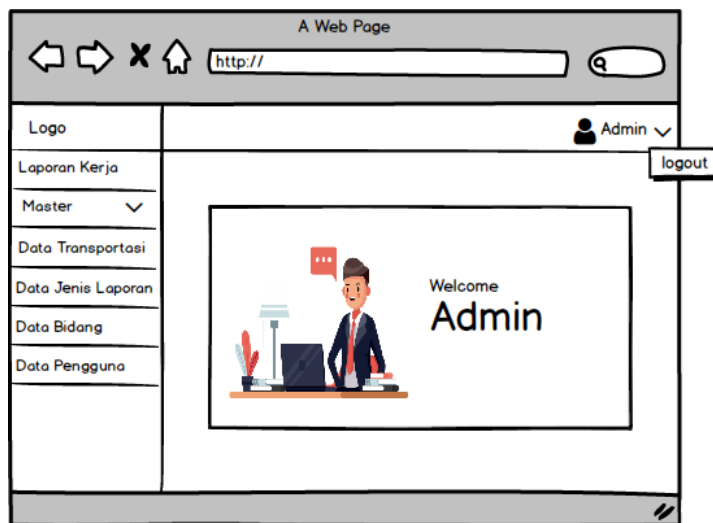 A Web Page
http://
Logo
Admin
logout
Laporan Kerja
Master
Data Transportasi
Data Jenis Laporan
Data Bidang
Data Pengguna
Welcome
Admin